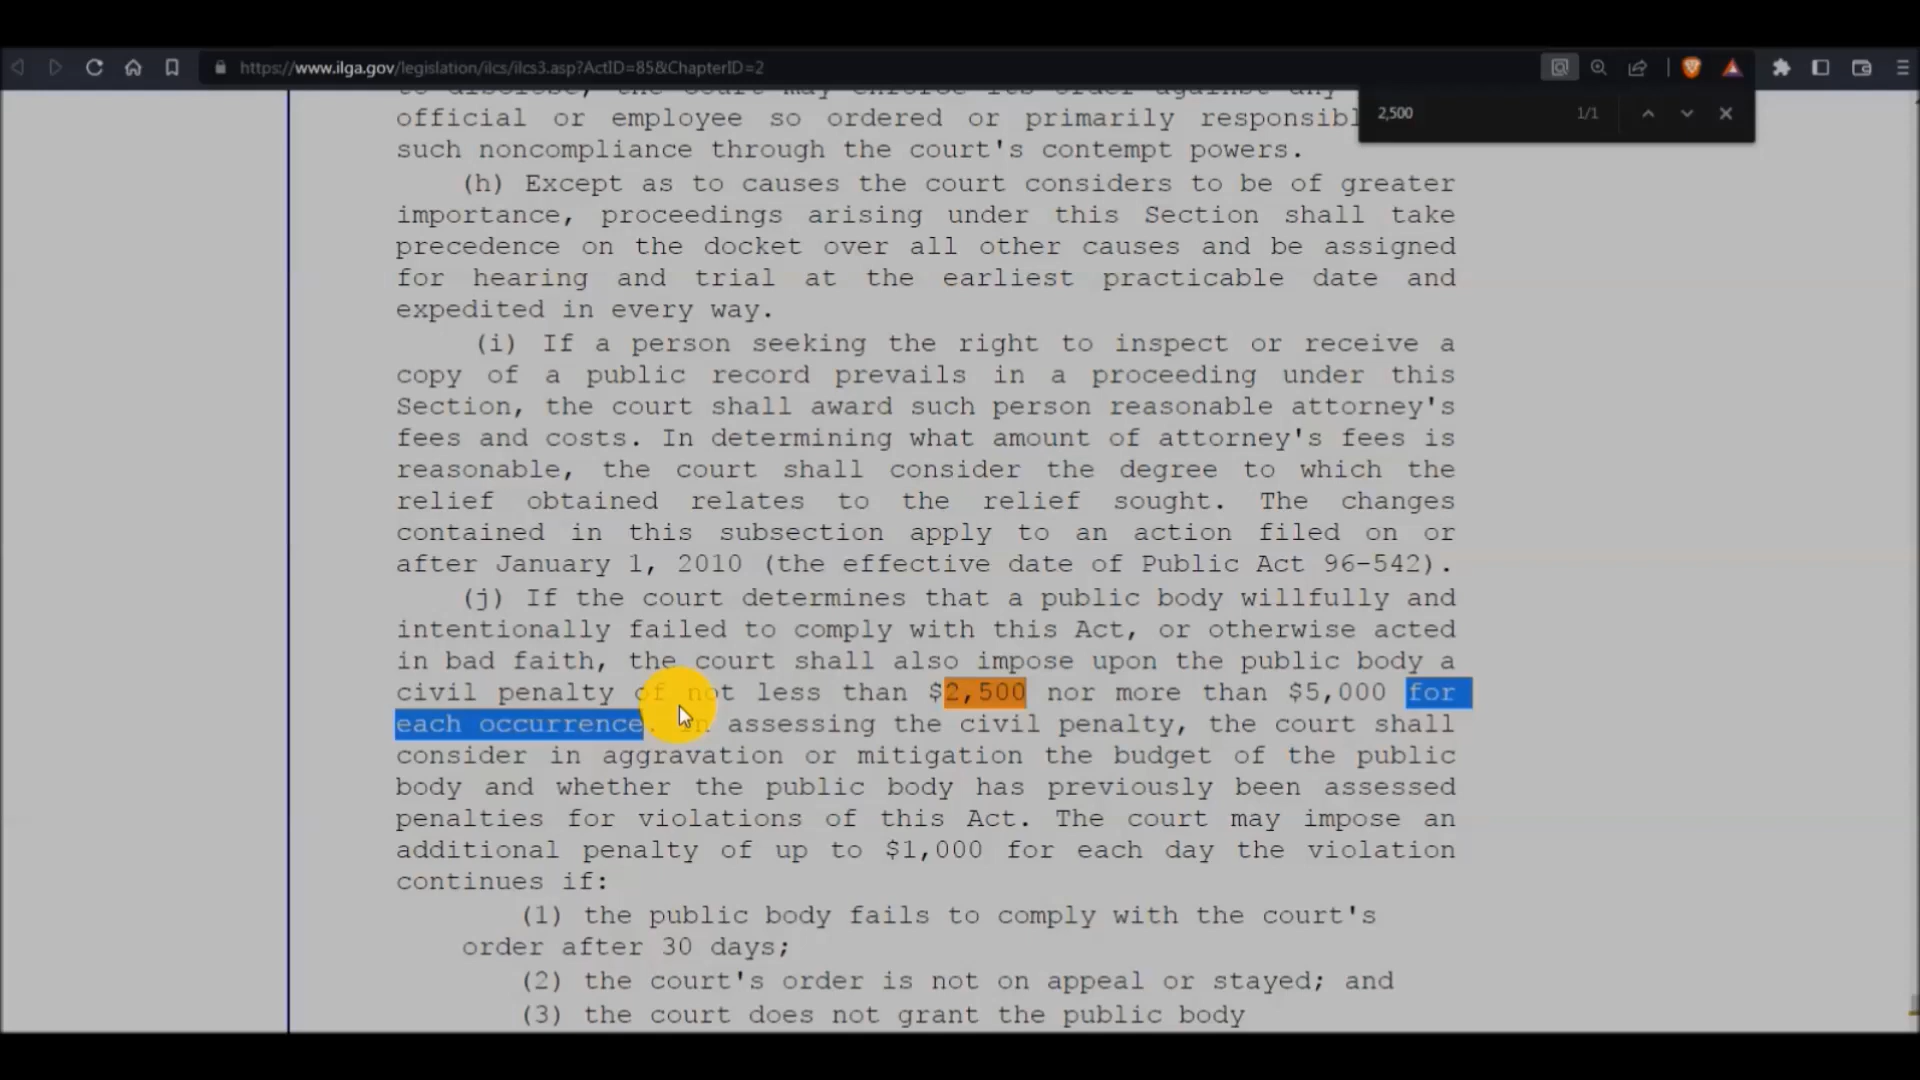 https://www.ilga.gov/legislation/ilcs/ilcs3.asp?ActID=85&ChapterID=2
2,500 1/1
to disclose, the court may enforce its order against any
official or employee so ordered or primarily
such noncompliance through the court's contempt powers.
(h) Except as to causes the court considers to be of greater
importance, proceedings arising under this Section shall take
precedence on the docket over all other causes and be assigned
for hearing and trial at the earliest practicable date and
expedited in every way.
(i) If a person seeking the right to inspect or receive a
copy of a public record prevails in a proceeding under this
Section, the court shall award such person reasonable attorney's
fees and costs. In determining what amount of attorney's fees is
reasonable, the court shall consider the degree to which the
relief obtained relates to the relief sought. The changes
contained in this subsection apply to an action filed on or
after January 1, 2010 (the effective date of Public Act 96-542).
(j) If the court determines that a public body willfully and
intentionally failed to comply with this Act, or otherwise acted
in bad faith, the court shall also impose upon the public body a
civil penalty of not less than $2,500 nor more than $5,000 for
each occurrence. In assessing the civil penalty, the court shall
consider in aggravation or mitigation the budget of the public
body and whether the public body has previously been assessed
penalties for violations of this Act. The court may impose an
additional penalty of up to $1,000 for each day the violation
continues if:
(1) the public body fails to comply with the court's
order after 30 days;
(2) the court's order is not on appeal or stayed; and
(3) the court does not grant the public body